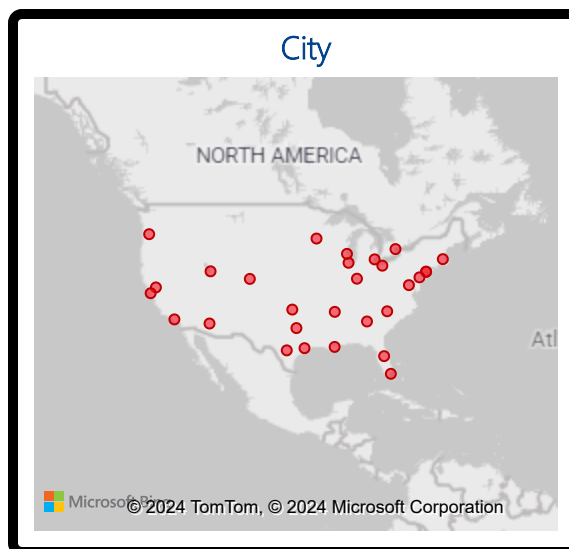 City
NORTH AMERICA
Atl
Microsoft Bing
© 2024 TomTom, © 2024 Microsoft Corporation